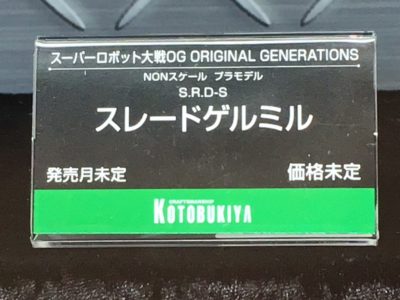 スーパーロボット大戦OG ORIGINAL GENERATIONS
NONスケール プラモデル
S.R.D-S
スレードゲルミル
発売月未定 価格未定
CRAFTSMANSHIP
KOTOBUKIYA